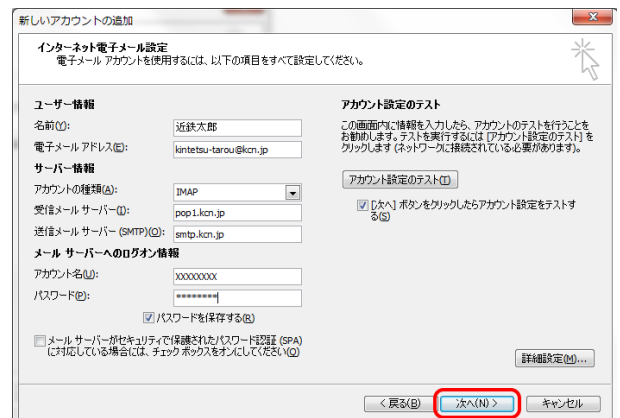 新しいアカウントの追加
インターネット電子メール設定
電子メール アカウントを使用するには、以下の項目をすべて設定してください。
ユーザー情報
名前(Y):
近鉄太郎
電子メール アドレス(E):
kintetsu-tarou@kcn.jp
サーバー情報
アカウントの種類(A):
IMAP
受信メール サーバー(I):
pop1.kcn.jp
送信メール サーバー (SMTP)(O):
smtp.kcn.jp
メール サーバーへのログオン情報
アカウント名(U):
xxxxxxxx
パスワード(P):
********
パスワードを保存する(R)
メール サーバーがセキュリティで保護されたパスワード認証 (SPA)
に対応している場合には、チェック ボックスをオンにしてください(Q)
アカウント設定のテスト
この画面内に情報を入力したら、アカウントのテストを行うことを
お勧めします。テストを実行するには [アカウント設定のテスト] を
クリックします (ネットワークに接続されている必要があります)。
アカウント設定のテスト(T)
[次へ] ボタンをクリックしたらアカウント設定をテストす
る(S)
詳細設定(M)...
< 戻る(B)
次へ(N) >
キャンセル